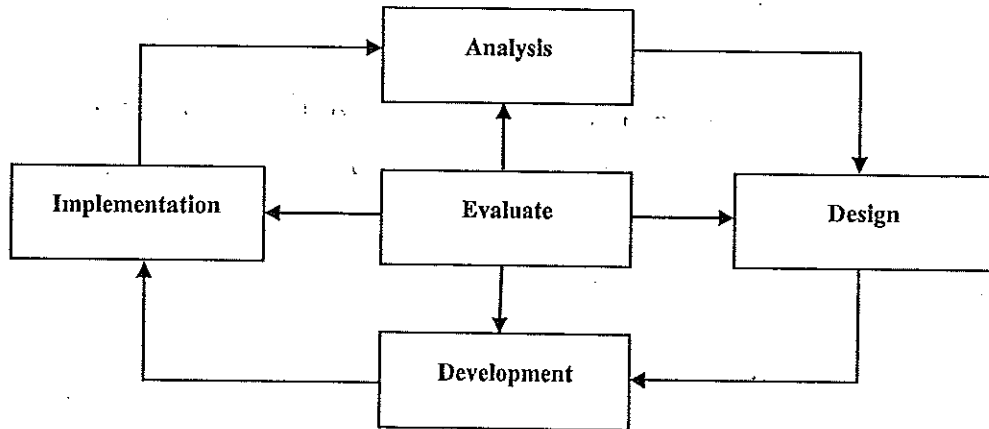 Analysis
Implementation
Evaluate
Design
Development